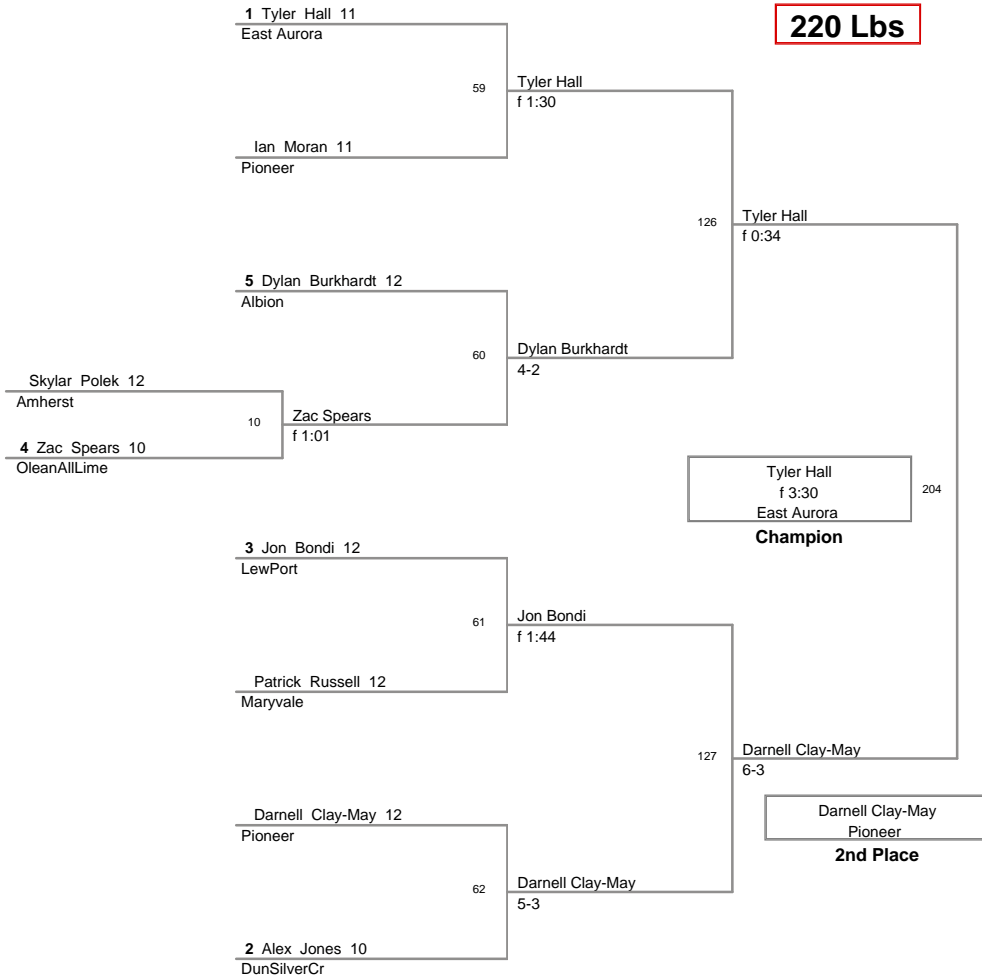 220 Lbs
1 Tyler Hall 11
East Aurora
59
Tyler Hall
f 1:30
Ian Moran 11
Pioneer
126
Tyler Hall
f 0:34
5 Dylan Burkhardt 12
Albion
60
Dylan Burkhardt
4-2
Skylar Polek 12
Amherst
10
Zac Spears
f 1:01
4 Zac Spears 10
OleanAllLime
Tyler Hall
f 3:30
East Aurora
204
Champion
3 Jon Bondi 12
LewPort
61
Jon Bondi
f 1:44
Patrick Russell 12
Maryvale
127
Darnell Clay-May
6-3
Darnell Clay-May 12
Pioneer
Darnell Clay-May
Pioneer
2nd Place
62
Darnell Clay-May
5-3
2 Alex Jones 10
DunSilverCr